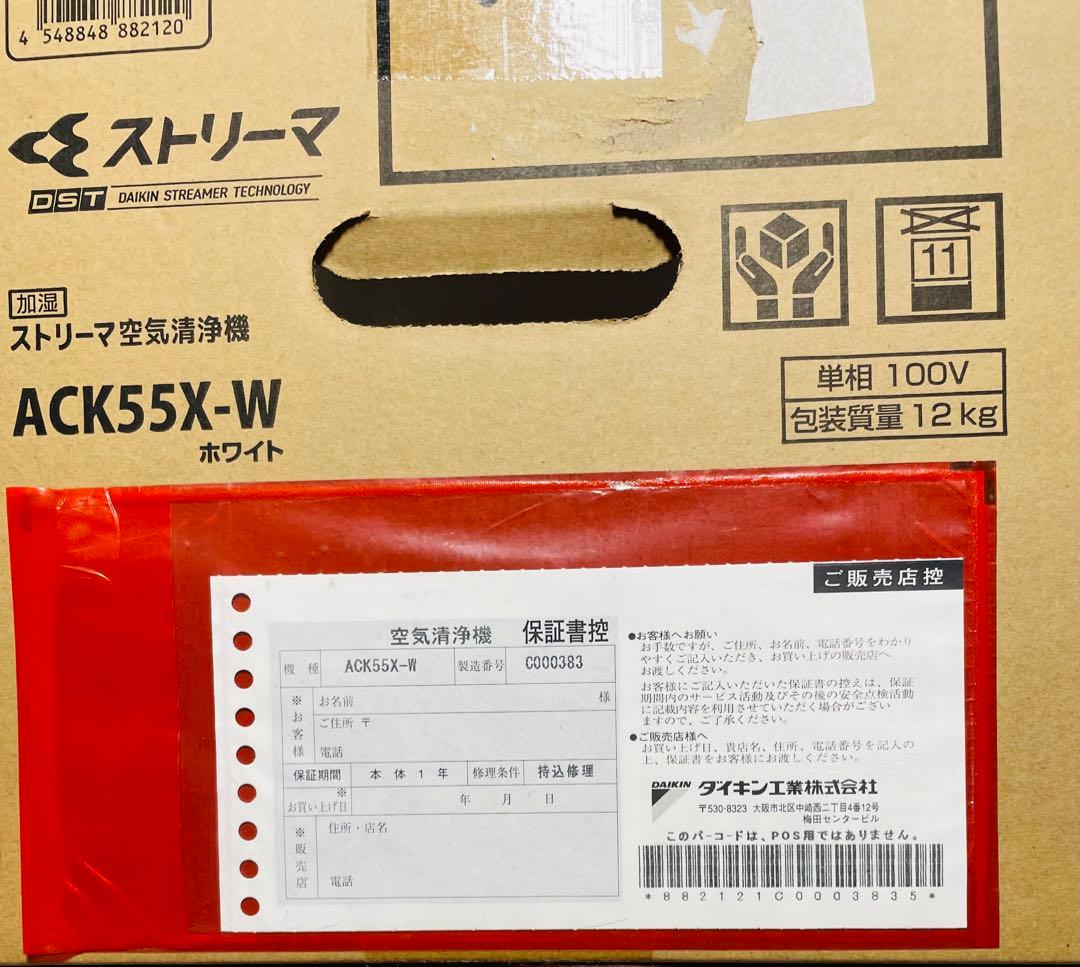 4 548848 882120
ストリーマ
DST DAIKIN STREAMER TECHNOLOGY
11
加湿
ストリーマ空気清浄機
ACK55X-W
ホワイト
単相 100V
包装質量 12kg
ご販売店控
空気清浄機 保証書控
機種 ACK55X-W 製造番号 C000383
※お客様
お名前 様
ご住所 〒
電話
保証期間 本体1年 修理条件 持込修理
※お買い上げ日 年 月 日
※販売店
住所・店名
電話
●お客様へお願い
お手数ですが、ご住所、お名前、電話番号をわかり
やすくご記入いただき、お買い上げの販売店へ
お渡しください。
お客様にご記入いただいた保証書の控えは、保証
期間内のサービス活動及びその後の安全点検活動
に記載内容を利用させていただく場合がござい
ますので、ご了承ください。
●ご販売店様へ
お買い上げ日、貴店名、住所、電話番号を記入の
上、保証書をお客様にお渡しください。
DAIKIN ダイキン工業株式会社
〒530-8323 大阪市北区中崎西二丁目4番12号
梅田センタービル
このバーコードは、POS用ではありません。
*882121C0003835*